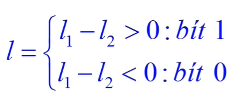 l = { l₁ − l₂ > 0 : bít 1
l₁ − l₂ < 0 : bít 0